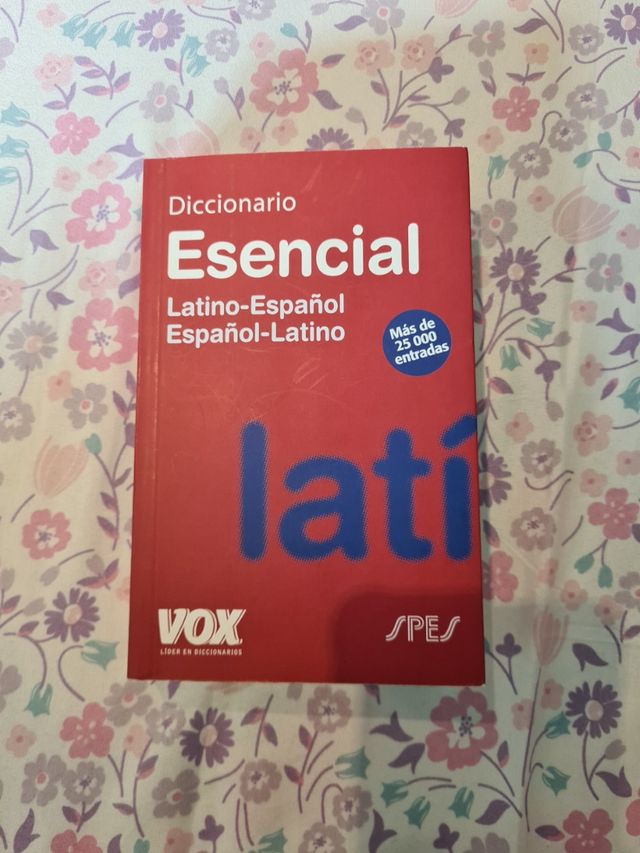 Diccionario
Esencial
Latino-Español
Español-Latino
Más de
25 000
entradas
latí
VOX
LÍDER EN DICCIONARIOS
SPES